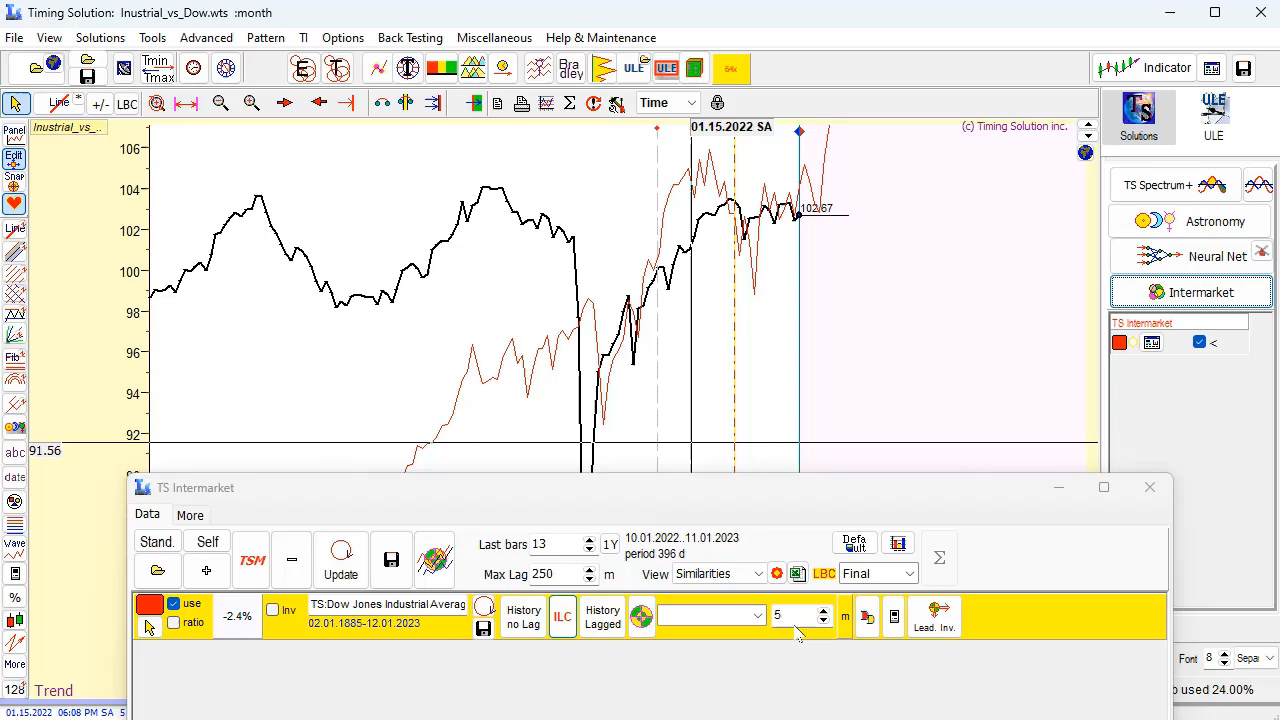 Timing Solution: Inustrial_vs_Dow.wts :month
File View Solutions Tools Advanced Pattern TI Options Back Testing Miscellaneous Help & Maintenance
Tmin
Tmax
E
T
T
Bra
dley
ULE
ULE
64x
Indicator
Line *
+/-
LBC
Time
Panel
Inustrial_vs_..
01.15.2022 SA
(c) Timing Solution inc.
Solutions
ULE
Edit
Snap
Line
Fib
abc
date
Wave
%
More
128
106
104
102
100
98
96
94
92
102.67
91.56
Trend
TS Spectrum+
Astronomy
Neural Net
Intermarket
TS Intermarket
<
TS Intermarket
Data More
Stand. Self
TSM
Update
Last bars 13 1Y
10.01.2022..11.01.2023
period 396 d
Defa
ult
Max Lag 250 m View Similarities LBC Final
Σ
use
ratio
-2.4%
Inv
TS:Dow Jones Industrial Averag
02.01.1885-12.01.2023
History
no Lag
ILC
History
Lagged
5
m
Lead. Inv.
Font 8 Sepa
used 24.00%
01.15.2022 06:08 PM SA 5